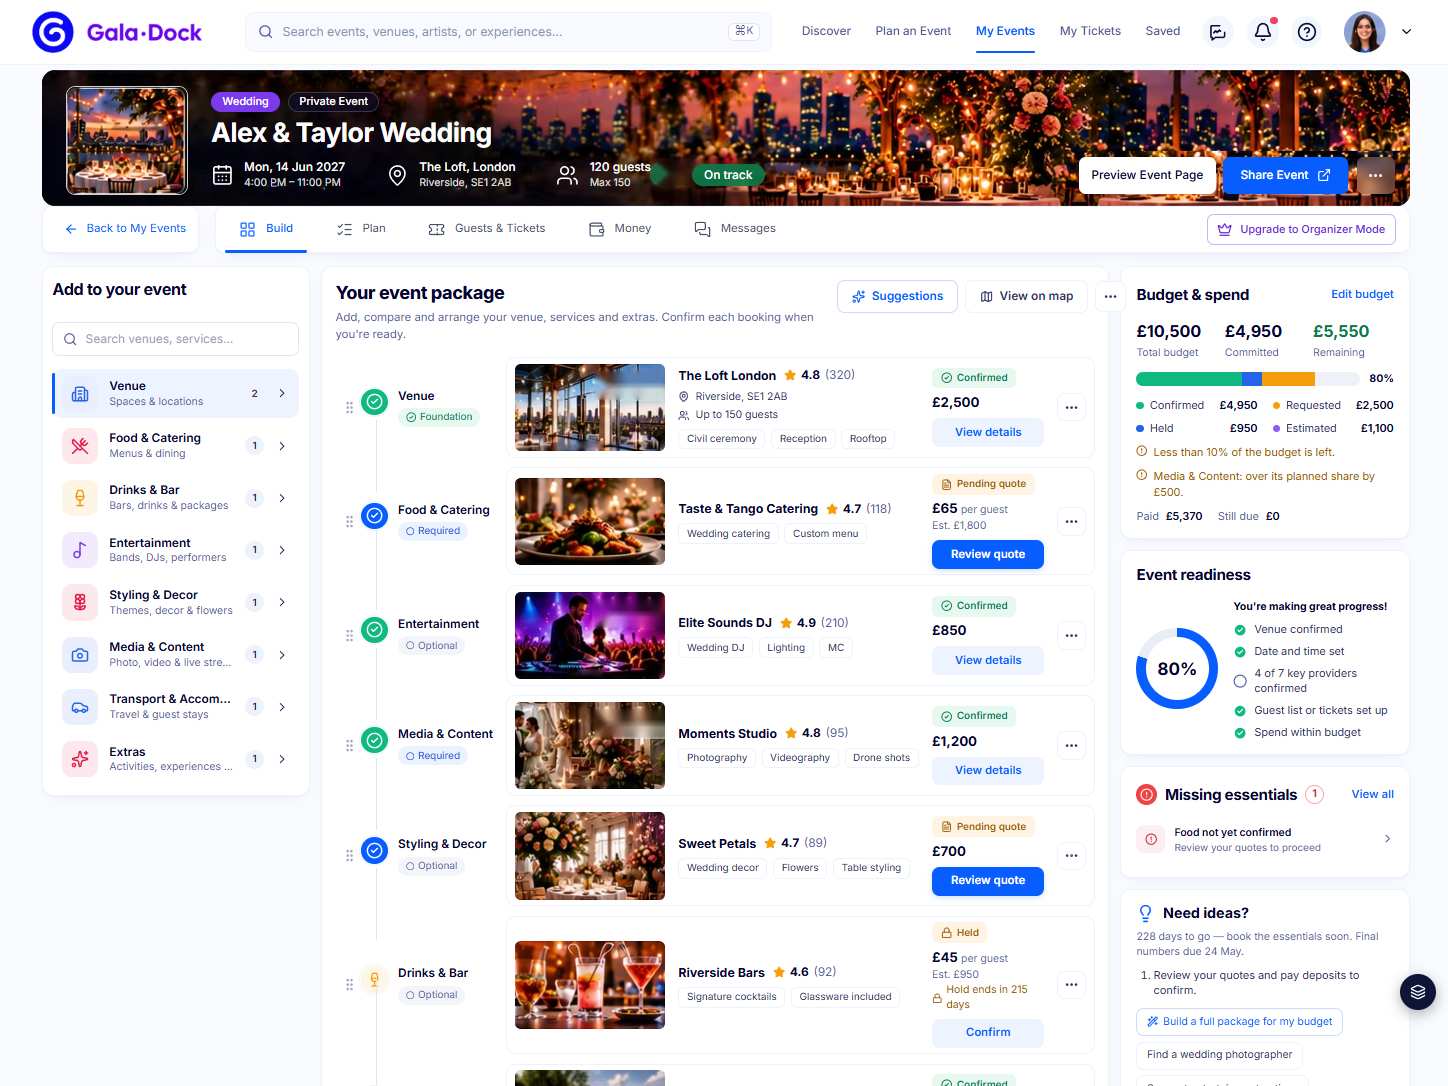 Gala·Dock
Search events, venues, artists, or experiences...
⌘K
Discover
Plan an Event
My Events
My Tickets
Saved
Wedding
Private Event
Alex & Taylor Wedding
Mon, 14 Jun 2027
4:00 PM – 11:00 PM
The Loft, London
Riverside, SE1 2AB
120 guests
Max 150
On track
Preview Event Page
Share Event
Back to My Events
Build
Plan
Guests & Tickets
Money
Messages
Upgrade to Organizer Mode
Add to your event
Search venues, services...
Venue
Spaces & locations
2
Food & Catering
Menus & dining
1
Drinks & Bar
Bars, drinks & packages
1
Entertainment
Bands, DJs, performers
1
Styling & Decor
Themes, decor & flowers
1
Media & Content
Photo, video & live stre...
1
Transport & Accom...
Travel & guest stays
1
Extras
Activities, experiences ...
1
Your event package
Add, compare and arrange your venue, services and extras. Confirm each booking when
you're ready.
Suggestions
View on map
Venue
Foundation
The Loft London 4.8 (320)
Riverside, SE1 2AB
Up to 150 guests
Civil ceremony
Reception
Rooftop
Confirmed
£2,500
View details
Food & Catering
Required
Taste & Tango Catering 4.7 (118)
Wedding catering
Custom menu
Pending quote
£65 per guest
Est. £1,800
Review quote
Entertainment
Optional
Elite Sounds DJ 4.9 (210)
Wedding DJ
Lighting
MC
Confirmed
£850
View details
Media & Content
Required
Moments Studio 4.8 (95)
Photography
Videography
Drone shots
Confirmed
£1,200
View details
Styling & Decor
Optional
Sweet Petals 4.7 (89)
Wedding decor
Flowers
Table styling
Pending quote
£700
Review quote
Drinks & Bar
Optional
Riverside Bars 4.6 (92)
Signature cocktails
Glassware included
Held
£45 per guest
Est. £950
Hold ends in 215
days
Confirm
Confirmed
Budget & spend
Edit budget
£10,500
Total budget
£4,950
Committed
£5,550
Remaining
80%
Confirmed £4,950
Requested £2,500
Held £950
Estimated £1,100
Less than 10% of the budget is left.
Media & Content: over its planned share by
£500.
Paid £5,370
Still due £0
Event readiness
80%
You're making great progress!
Venue confirmed
Date and time set
4 of 7 key providers
confirmed
Guest list or tickets set up
Spend within budget
Missing essentials
1
View all
Food not yet confirmed
Review your quotes to proceed
Need ideas?
228 days to go — book the essentials soon. Final
numbers due 24 May.
1. Review your quotes and pay deposits to
confirm.
Build a full package for my budget
Find a wedding photographer